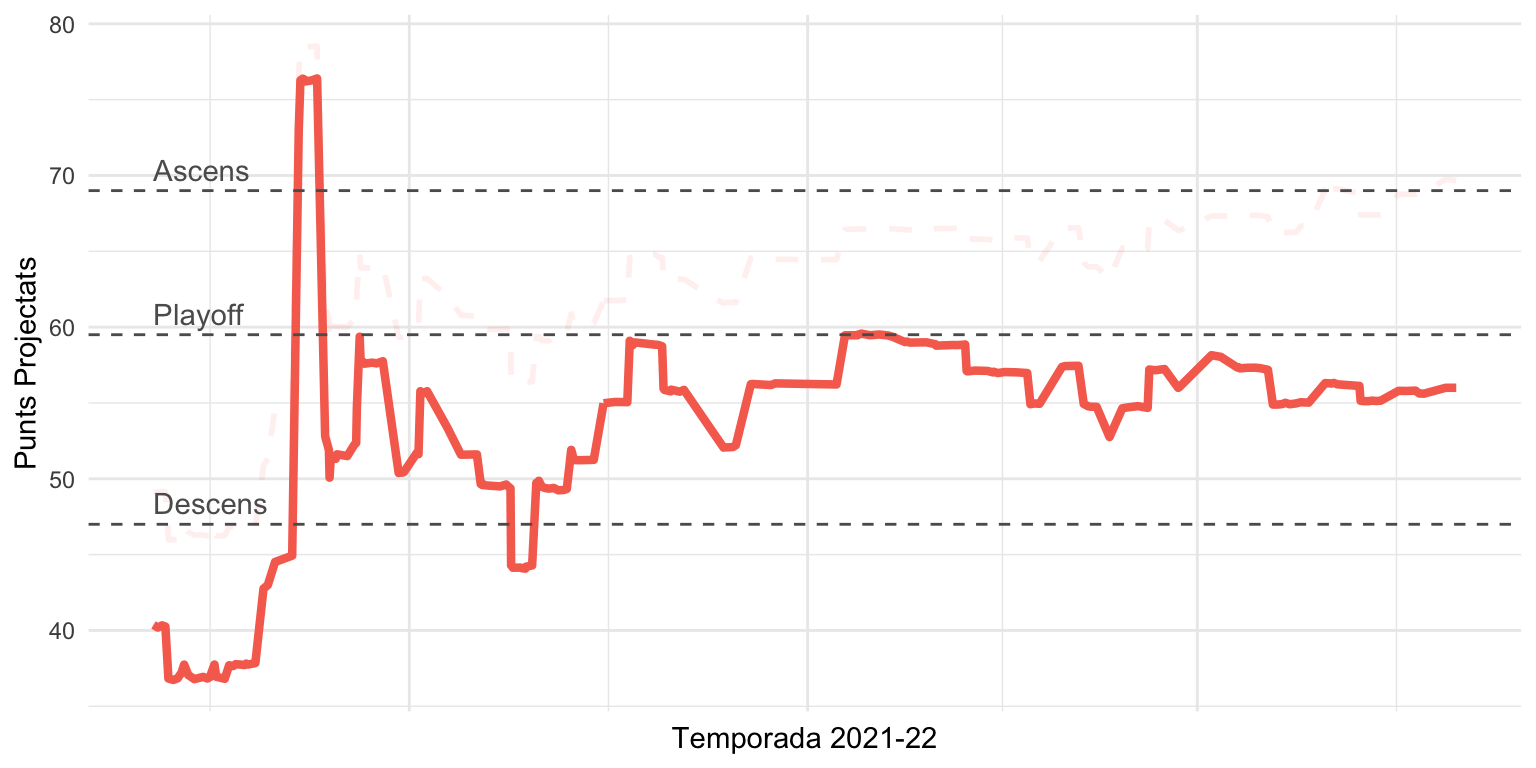 80
70
60
50
40
Ascens
Playoff
Descens
Punts Projectats
Temporada 2021-22